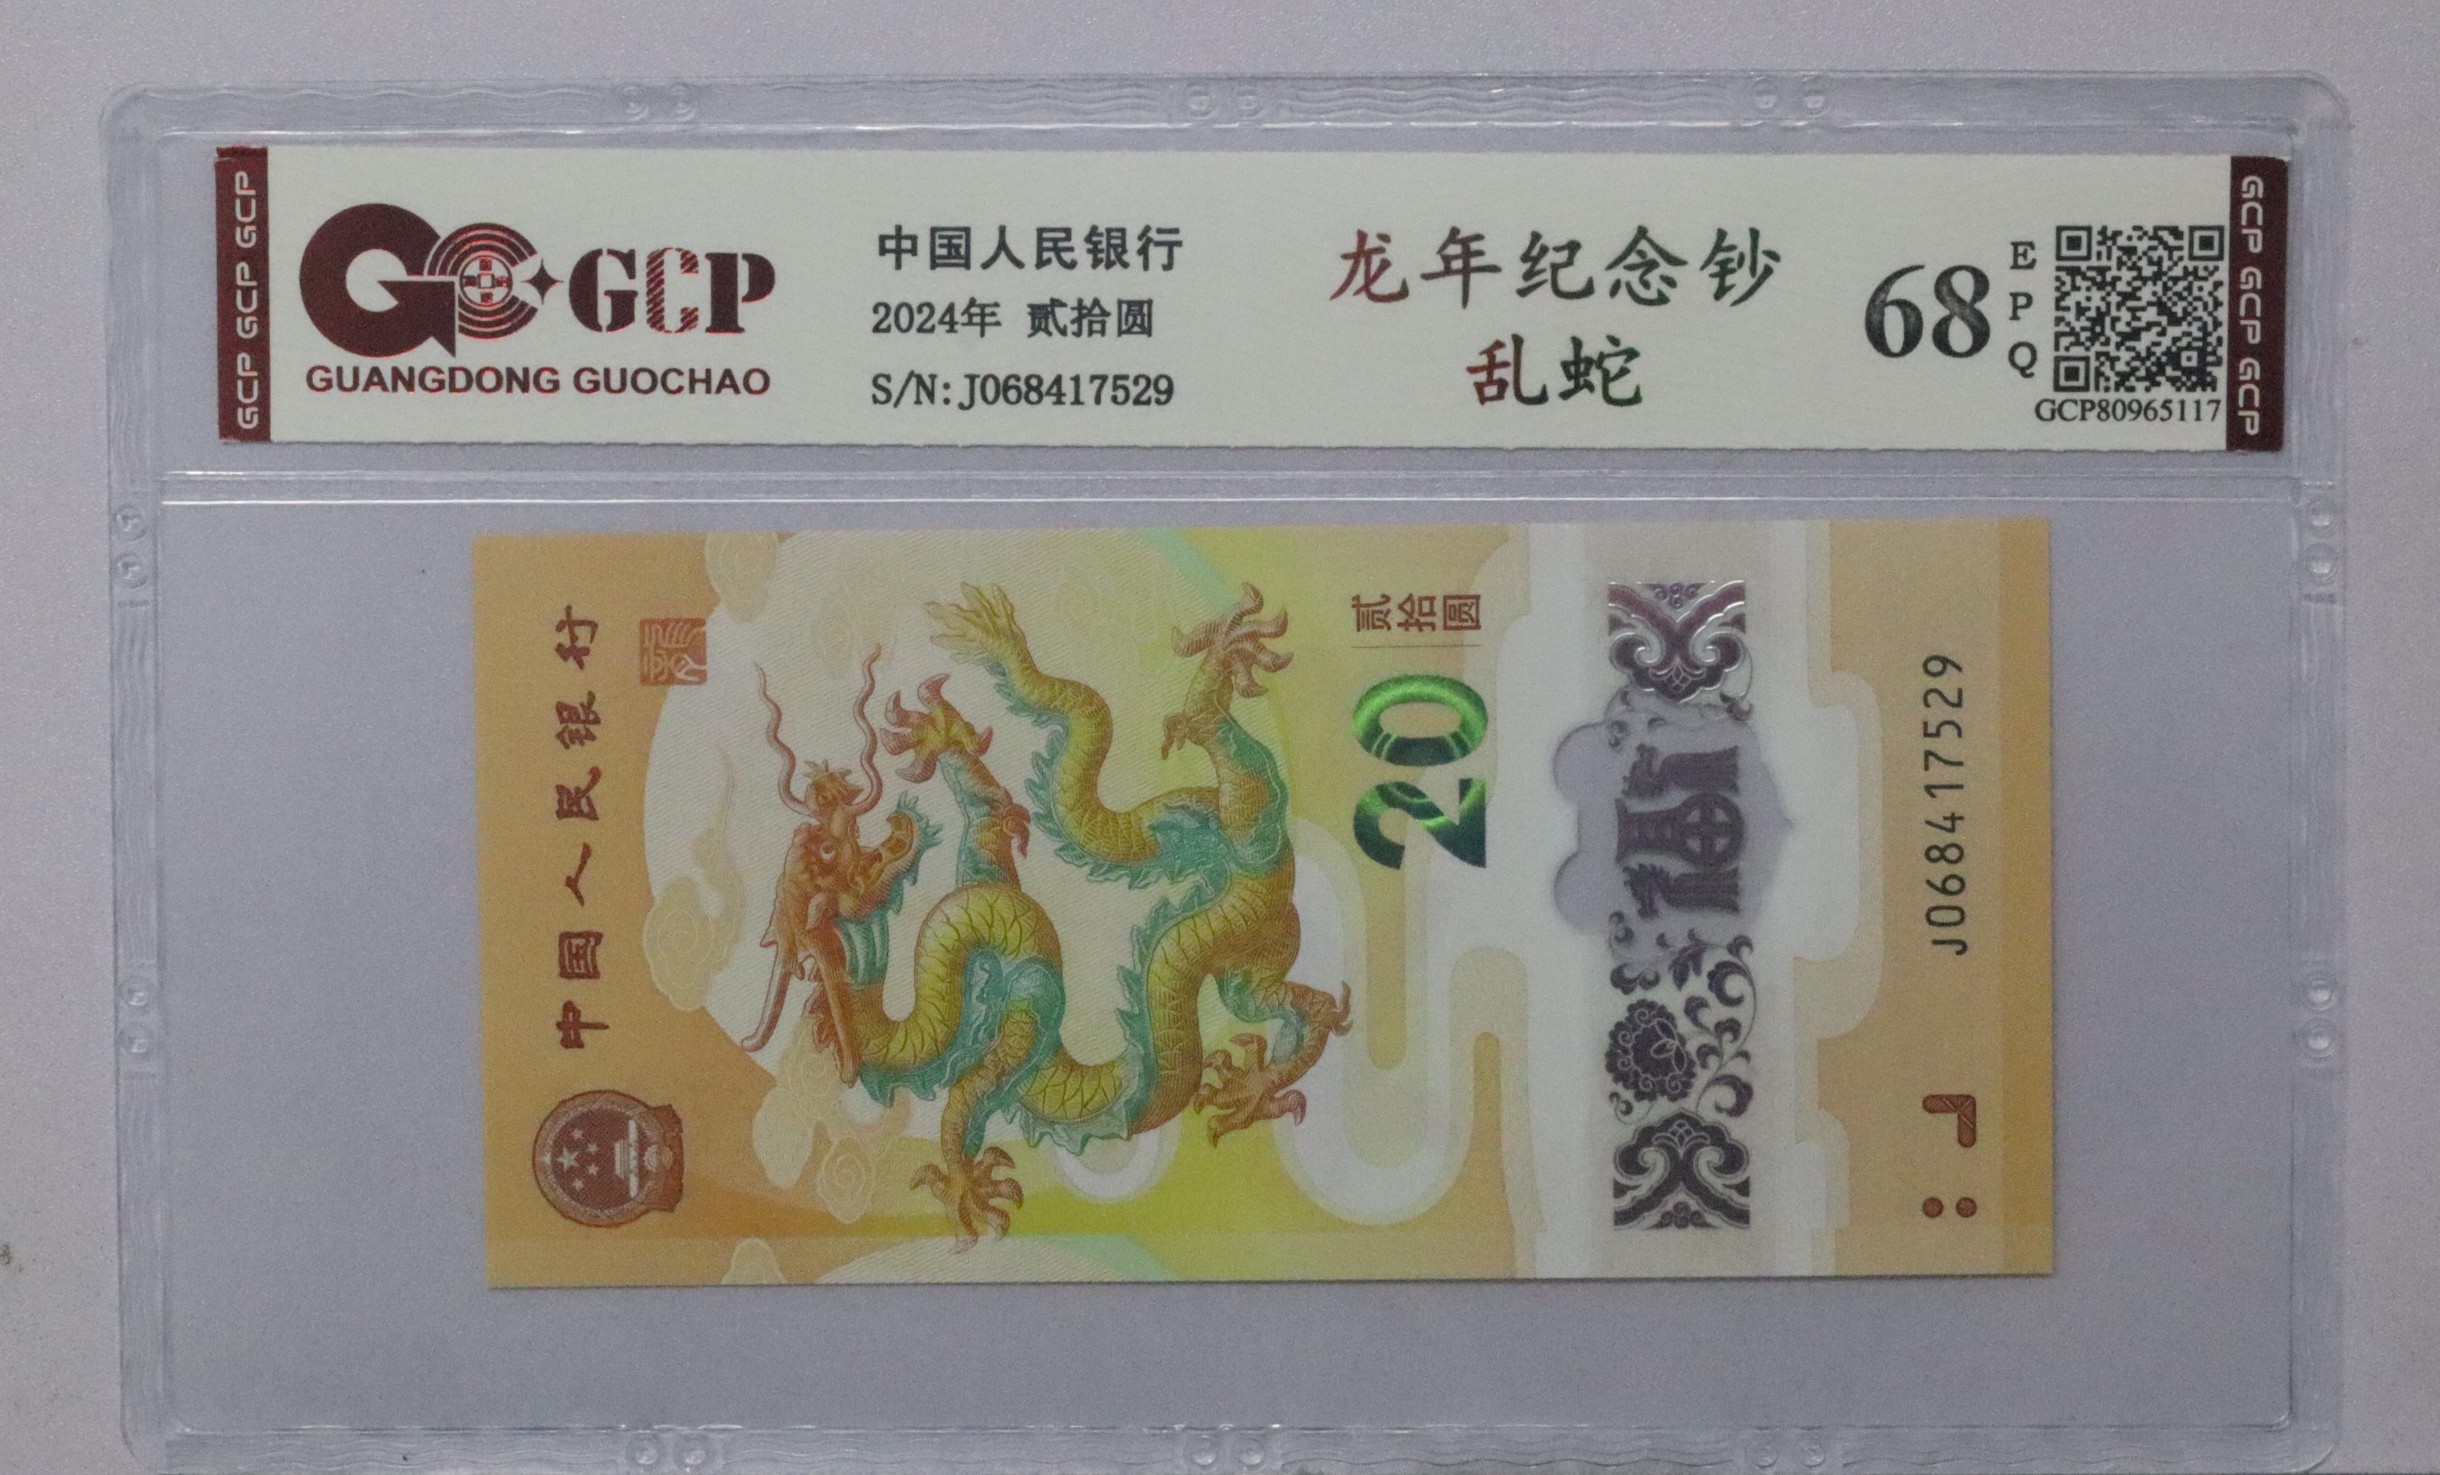 GCP GCP GCP
GCP
GUANGDONG GUOCHAO
中国人民银行
2024年 贰拾圆
S/N: J068417529
龙年纪念钞
乱蛇
68
EPQ
GCP80965117
GCP GCP GCP
中国人民银行
贰拾圆
20
福
J068417529